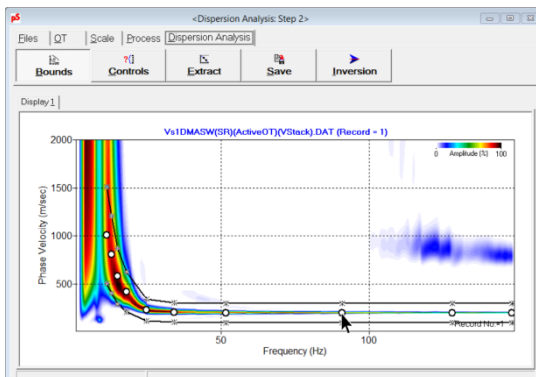 pS
<Dispersion Analysis: Step 2>
Files OT Scale Process Dispersion Analysis
Bounds Controls Extract Save Inversion
Display 1
Vs1DMASW(SR)(ActiveOT)(VStack).DAT (Record = 1)
0 Amplitude (%) 100
2000
1500
1000
500
Phase Velocity (m/sec)
Record No.=1
50 100
Frequency (Hz)